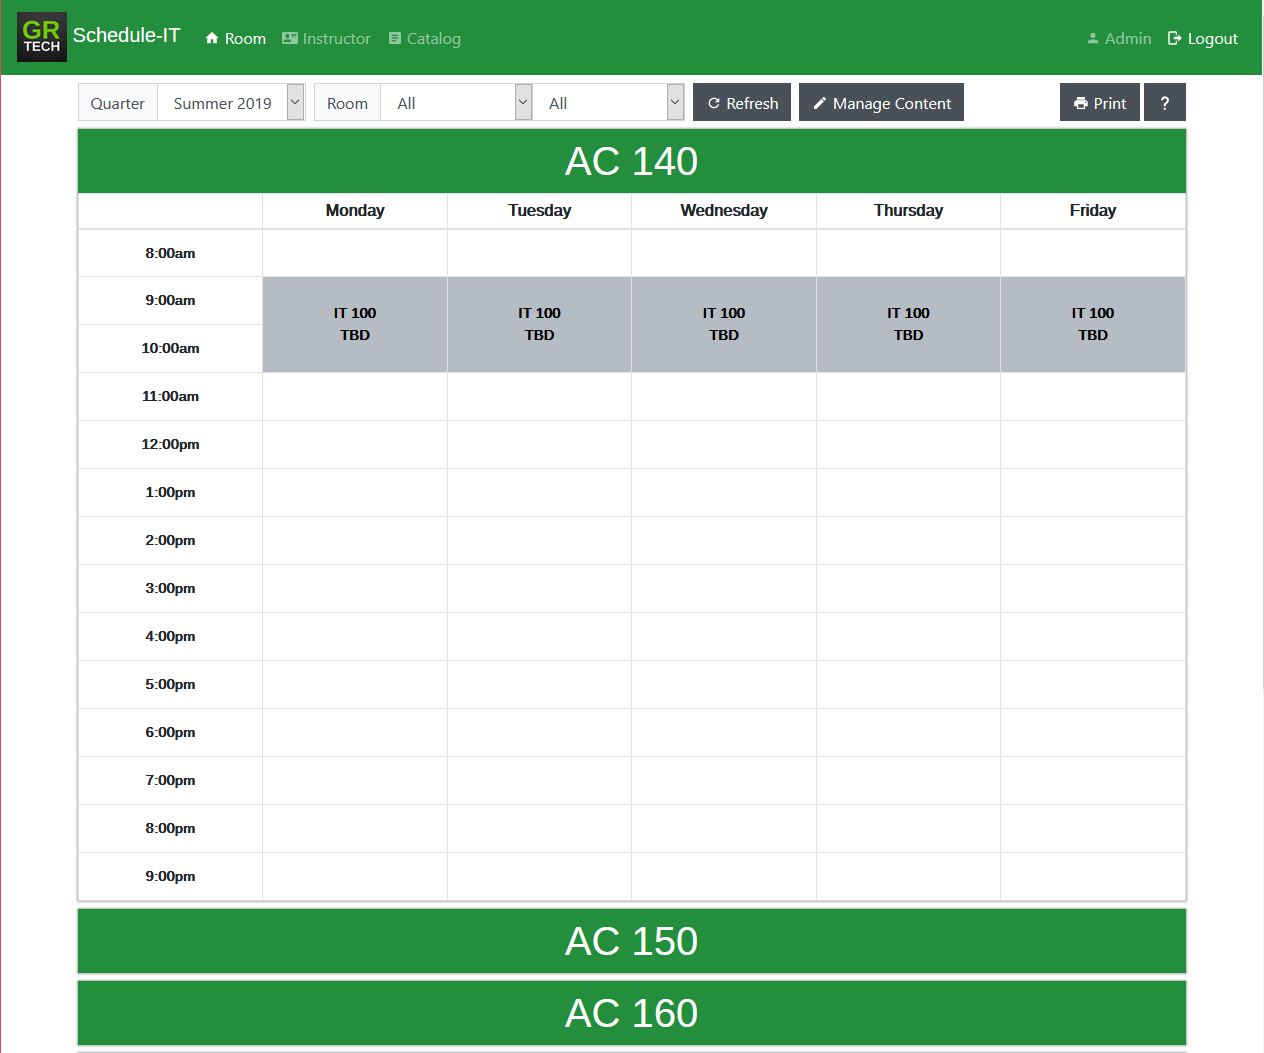 GR
TECH
Schedule-IT Room Instructor Catalog Admin Logout
Quarter Summer 2019 Room All All Refresh Manage Content Print ?
AC 140
Monday Tuesday Wednesday Thursday Friday
8:00am
9:00am
IT 100 IT 100 IT 100 IT 100 IT 100
TBD TBD TBD TBD TBD
10:00am
11:00am
12:00pm
1:00pm
2:00pm
3:00pm
4:00pm
5:00pm
6:00pm
7:00pm
8:00pm
9:00pm
AC 150
AC 160